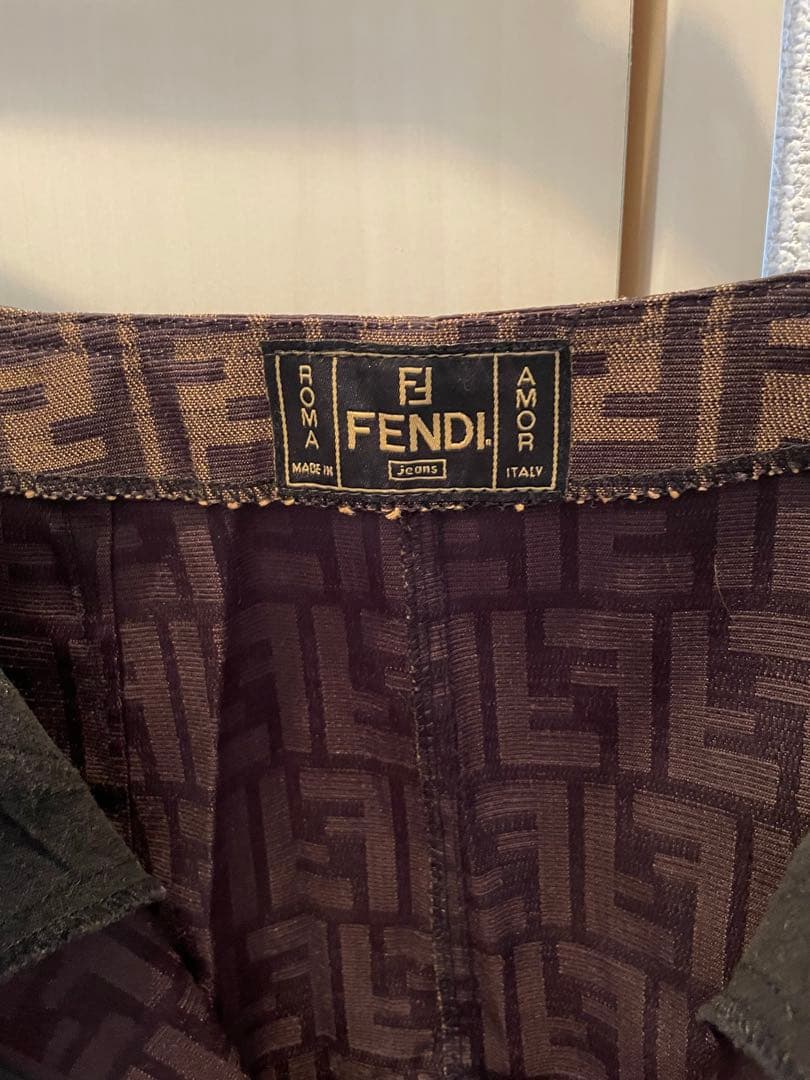 ROMA
MADE IN
FF
FENDI.
jeans
AMOR
ITALY